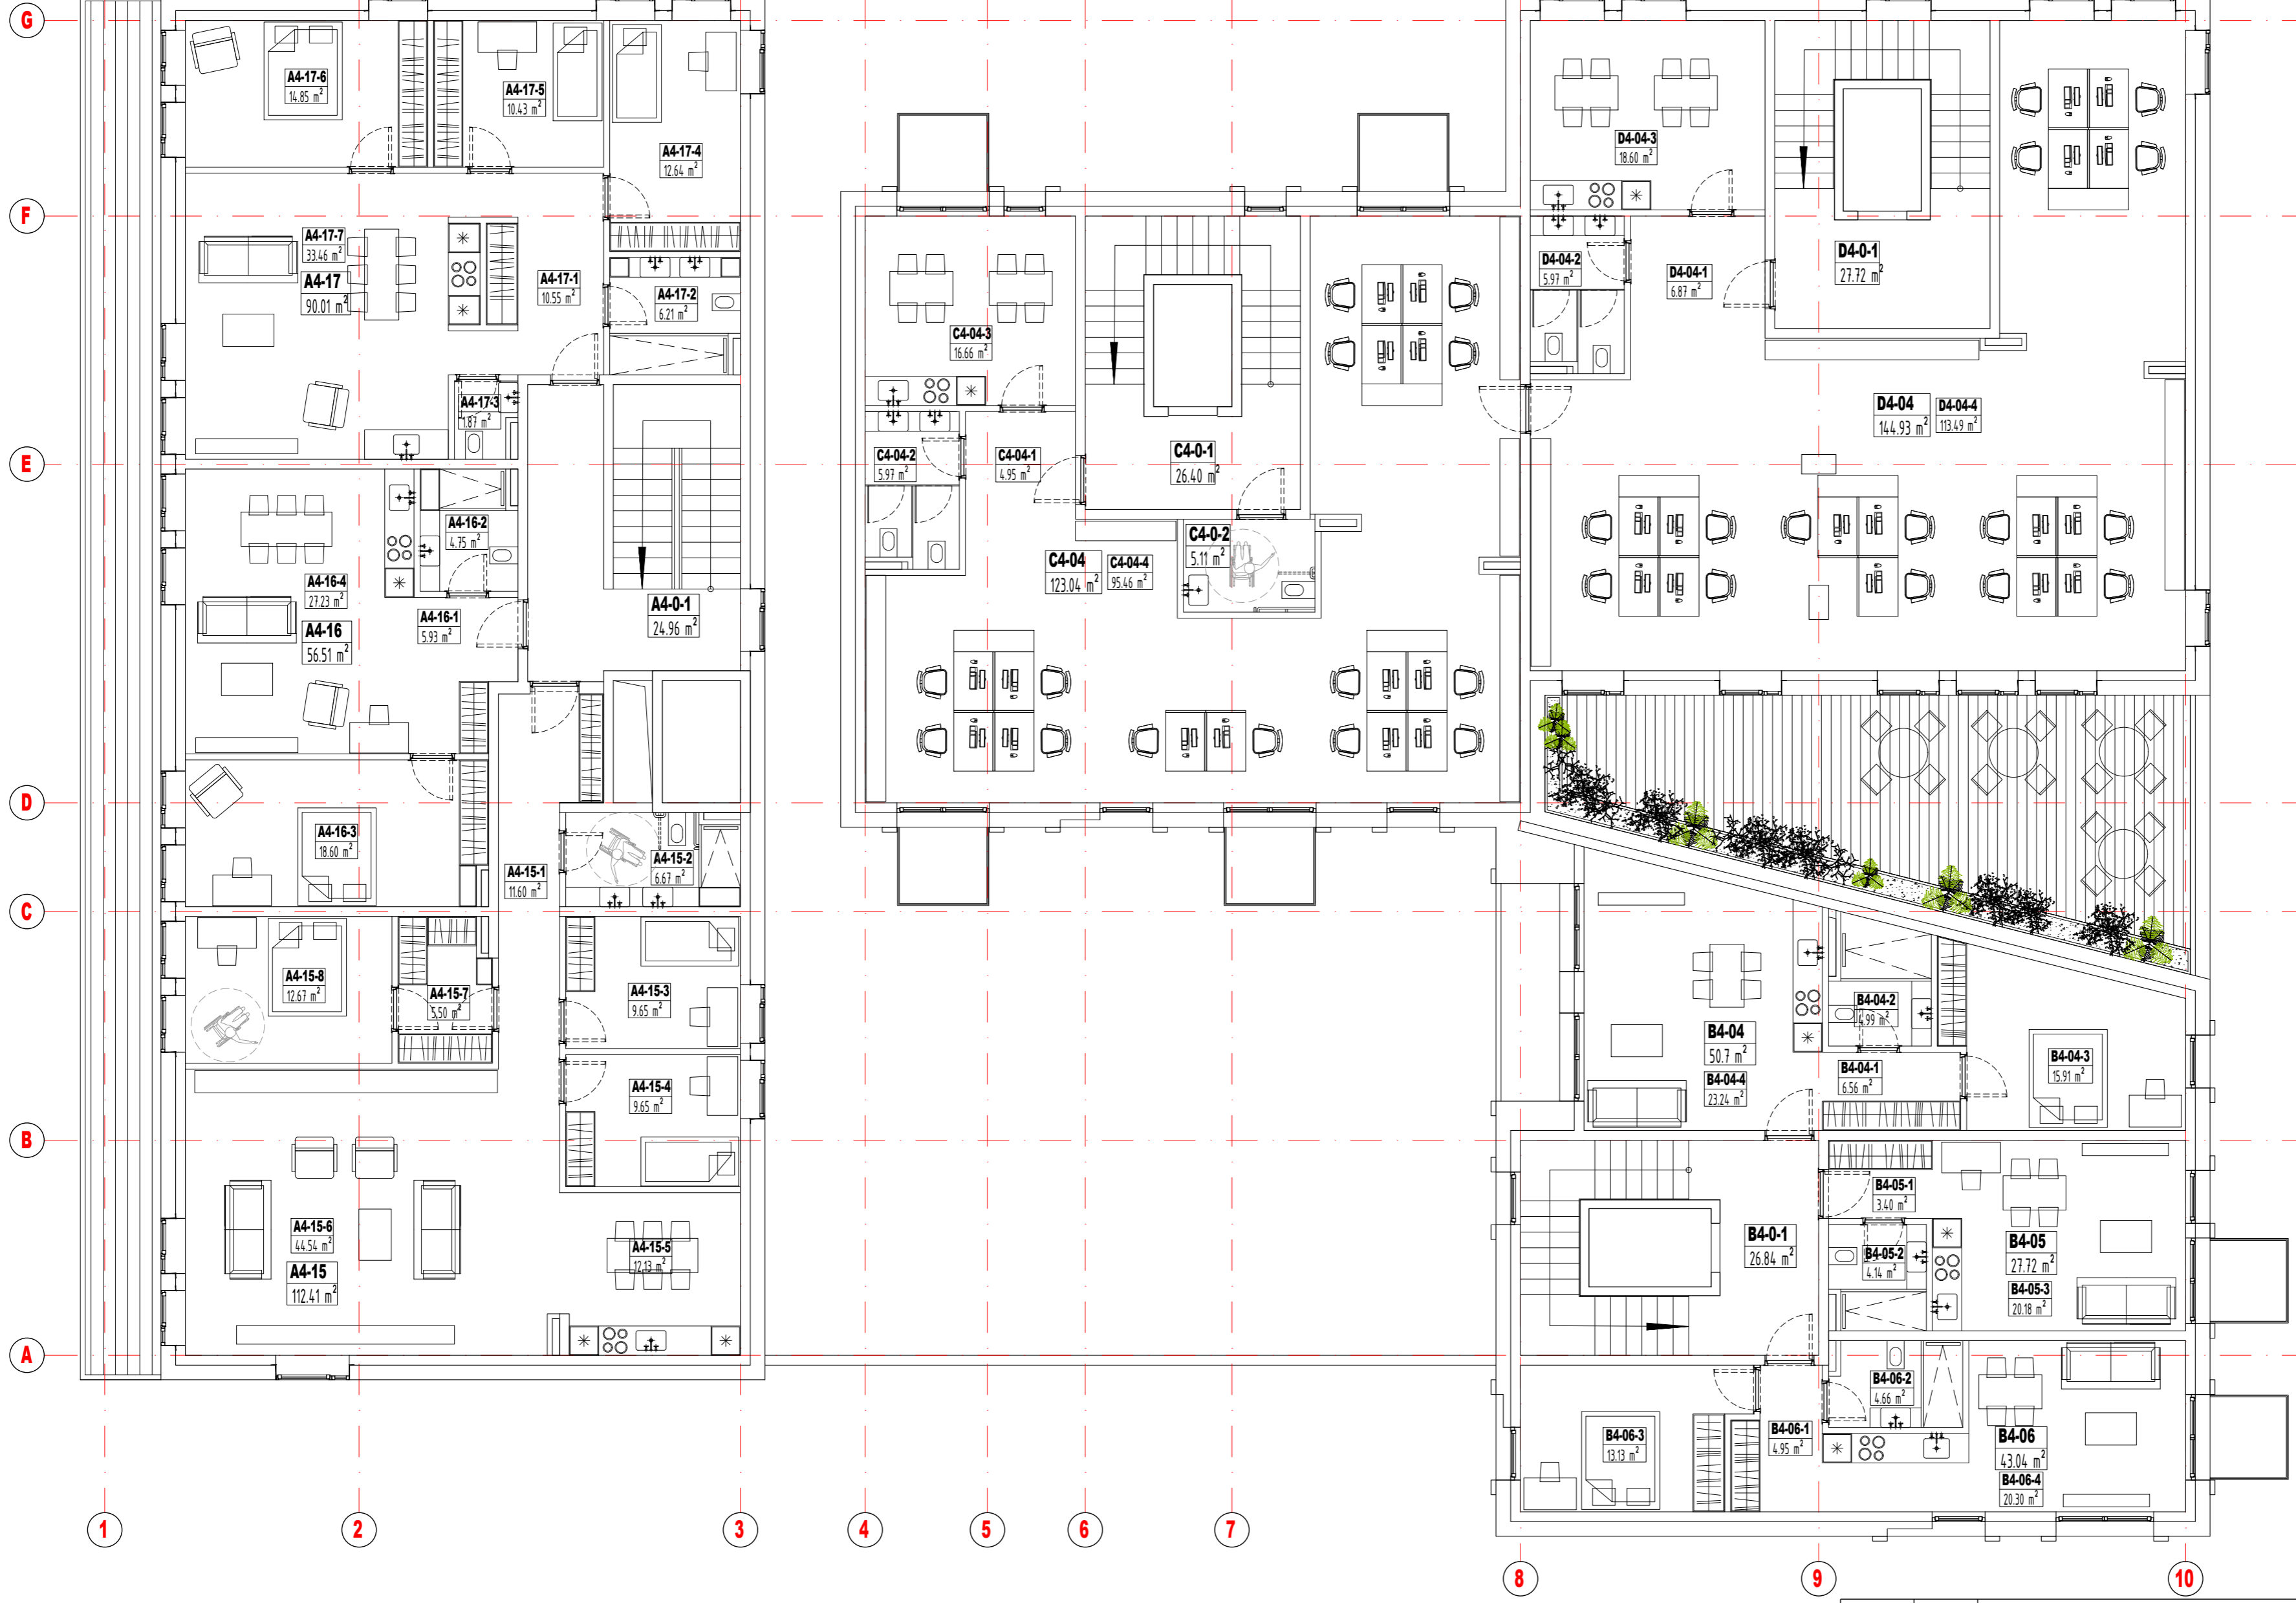 G
F
E
D
C
B
A
1
2
3
4
5
6
7
8
9
10
A4-17-6
14.85 m²
A4-17-5
10.43 m²
A4-17-4
12.64 m²
A4-17-7
33.46 m²
A4-17
90.01 m²
A4-17-1
10.55 m²
A4-17-2
6.21 m²
A4-17-3
1.87 m²
A4-16-2
4.75 m²
A4-16-4
27.23 m²
A4-16
56.51 m²
A4-16-1
5.93 m²
A4-0-1
24.96 m²
A4-16-3
18.60 m²
A4-15-1
11.60 m²
A4-15-2
6.67 m²
A4-15-8
12.67 m²
A4-15-7
5.50 m²
A4-15-3
9.65 m²
A4-15-4
9.65 m²
A4-15-6
44.54 m²
A4-15
112.41 m²
A4-15-5
12.13 m²
C4-04-3
16.66 m²
C4-04-2
5.97 m²
C4-04-1
4.95 m²
C4-0-1
26.40 m²
C4-0-2
5.11 m²
C4-04
123.04 m²
C4-04-4
95.46 m²
D4-04-3
18.60 m²
D4-04-2
5.97 m²
D4-04-1
6.87 m²
D4-0-1
27.72 m²
D4-04
144.93 m²
D4-04-4
113.49 m²
B4-04
50.7 m²
B4-04-4
23.24 m²
B4-04-2
4.99 m²
B4-04-1
6.56 m²
B4-04-3
15.91 m²
B4-0-1
26.84 m²
B4-05-1
3.40 m²
B4-05-2
4.14 m²
B4-05
27.72 m²
B4-05-3
20.18 m²
B4-06-2
4.66 m²
B4-06-3
13.13 m²
B4-06-1
4.95 m²
B4-06
43.04 m²
B4-06-4
20.30 m²